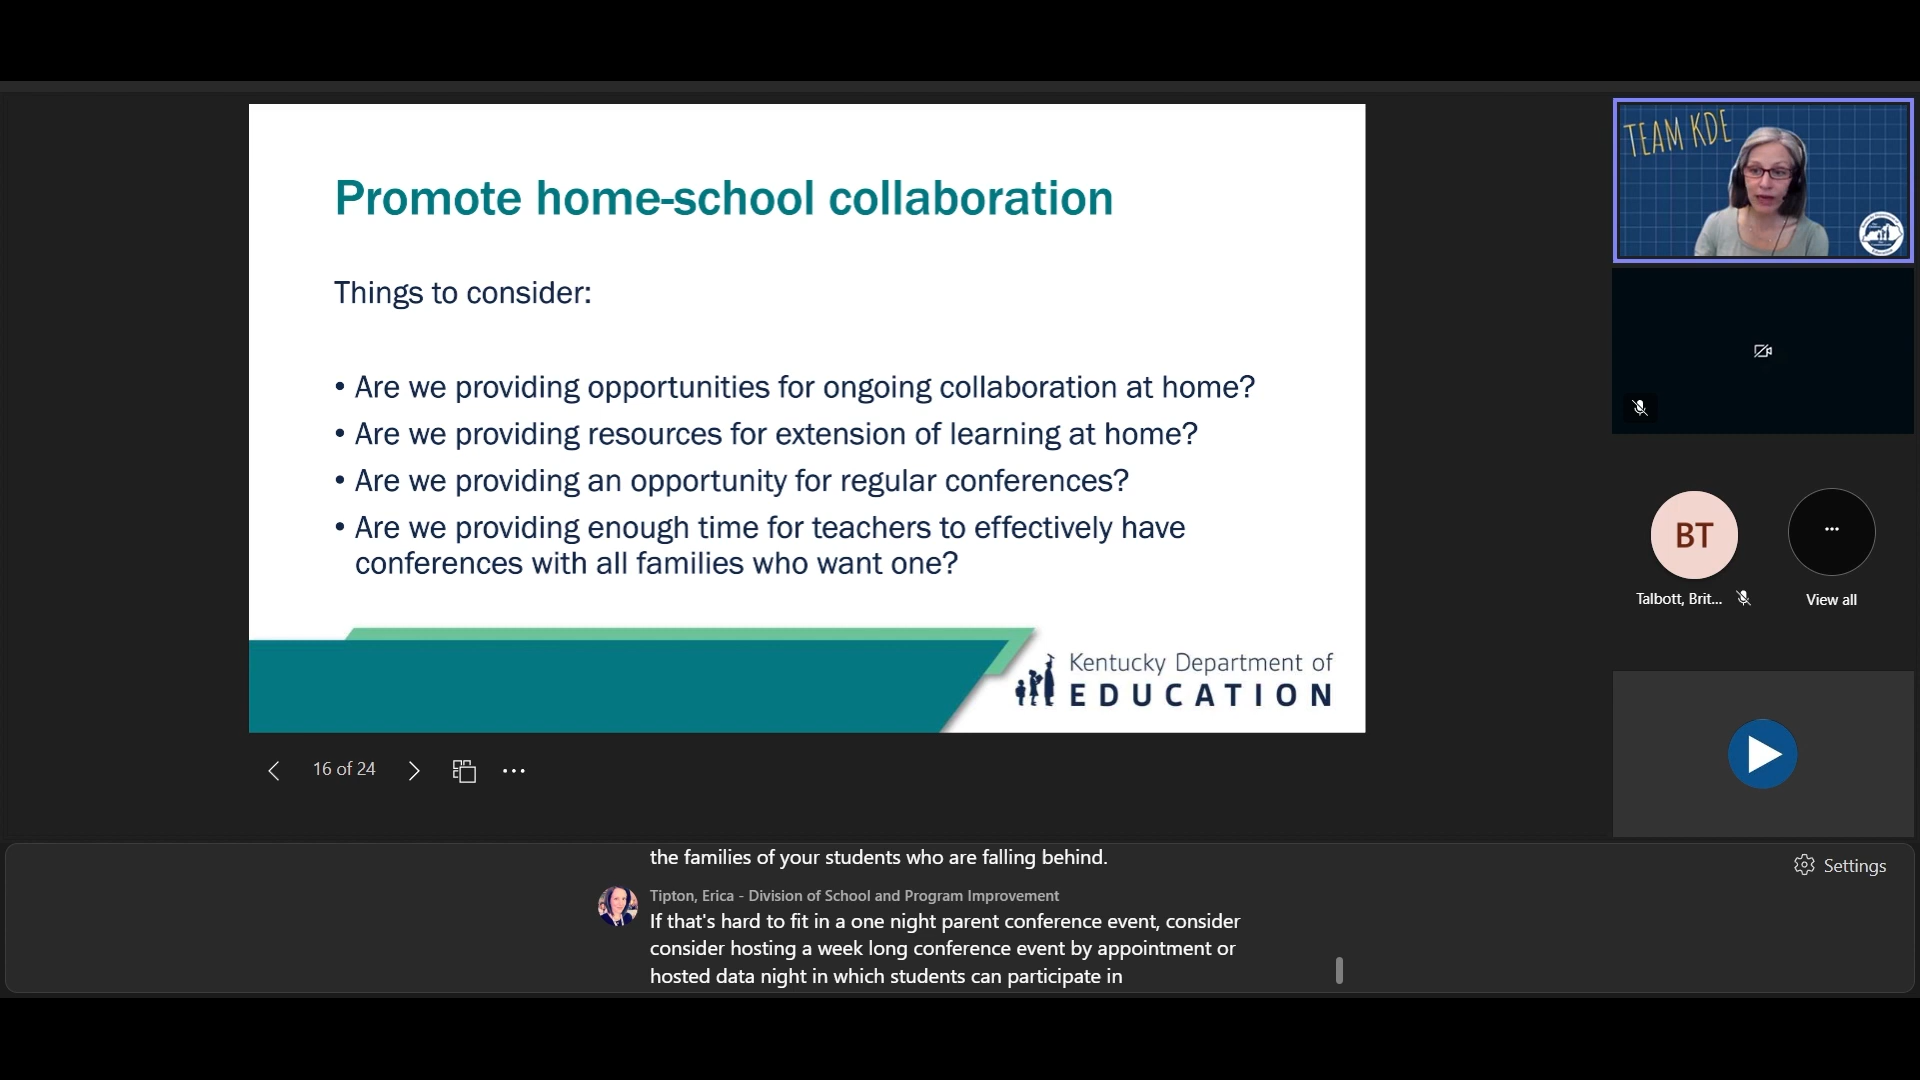 Promote home-school collaboration
Things to consider:
• Are we providing opportunities for ongoing collaboration at home?
• Are we providing resources for extension of learning at home?
• Are we providing an opportunity for regular conferences?
• Are we providing enough time for teachers to effectively have
conferences with all families who want one?
Kentucky Department of
EDUCATION
16 of 24
TEAM KDE
BT
Talbott, Brit...
View all
the families of your students who are falling behind.
Settings
Tipton, Erica - Division of School and Program Improvement
If that's hard to fit in a one night parent conference event, consider
consider hosting a week long conference event by appointment or
hosted data night in which students can participate in